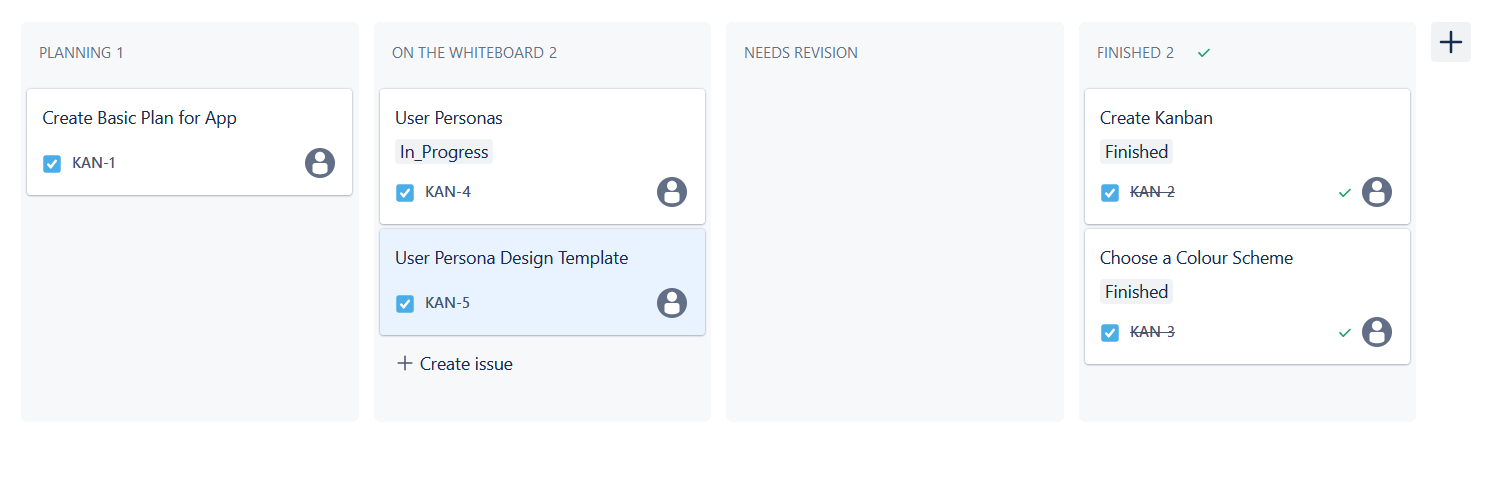 PLANNING 1
Create Basic Plan for App
KAN-1
ON THE WHITEBOARD 2
User Personas
In_Progress
KAN-4
User Persona Design Template
KAN-5
Create issue
NEEDS REVISION
FINISHED 2
Create Kanban
Finished
KAN-2
Choose a Colour Scheme
Finished
KAN-3